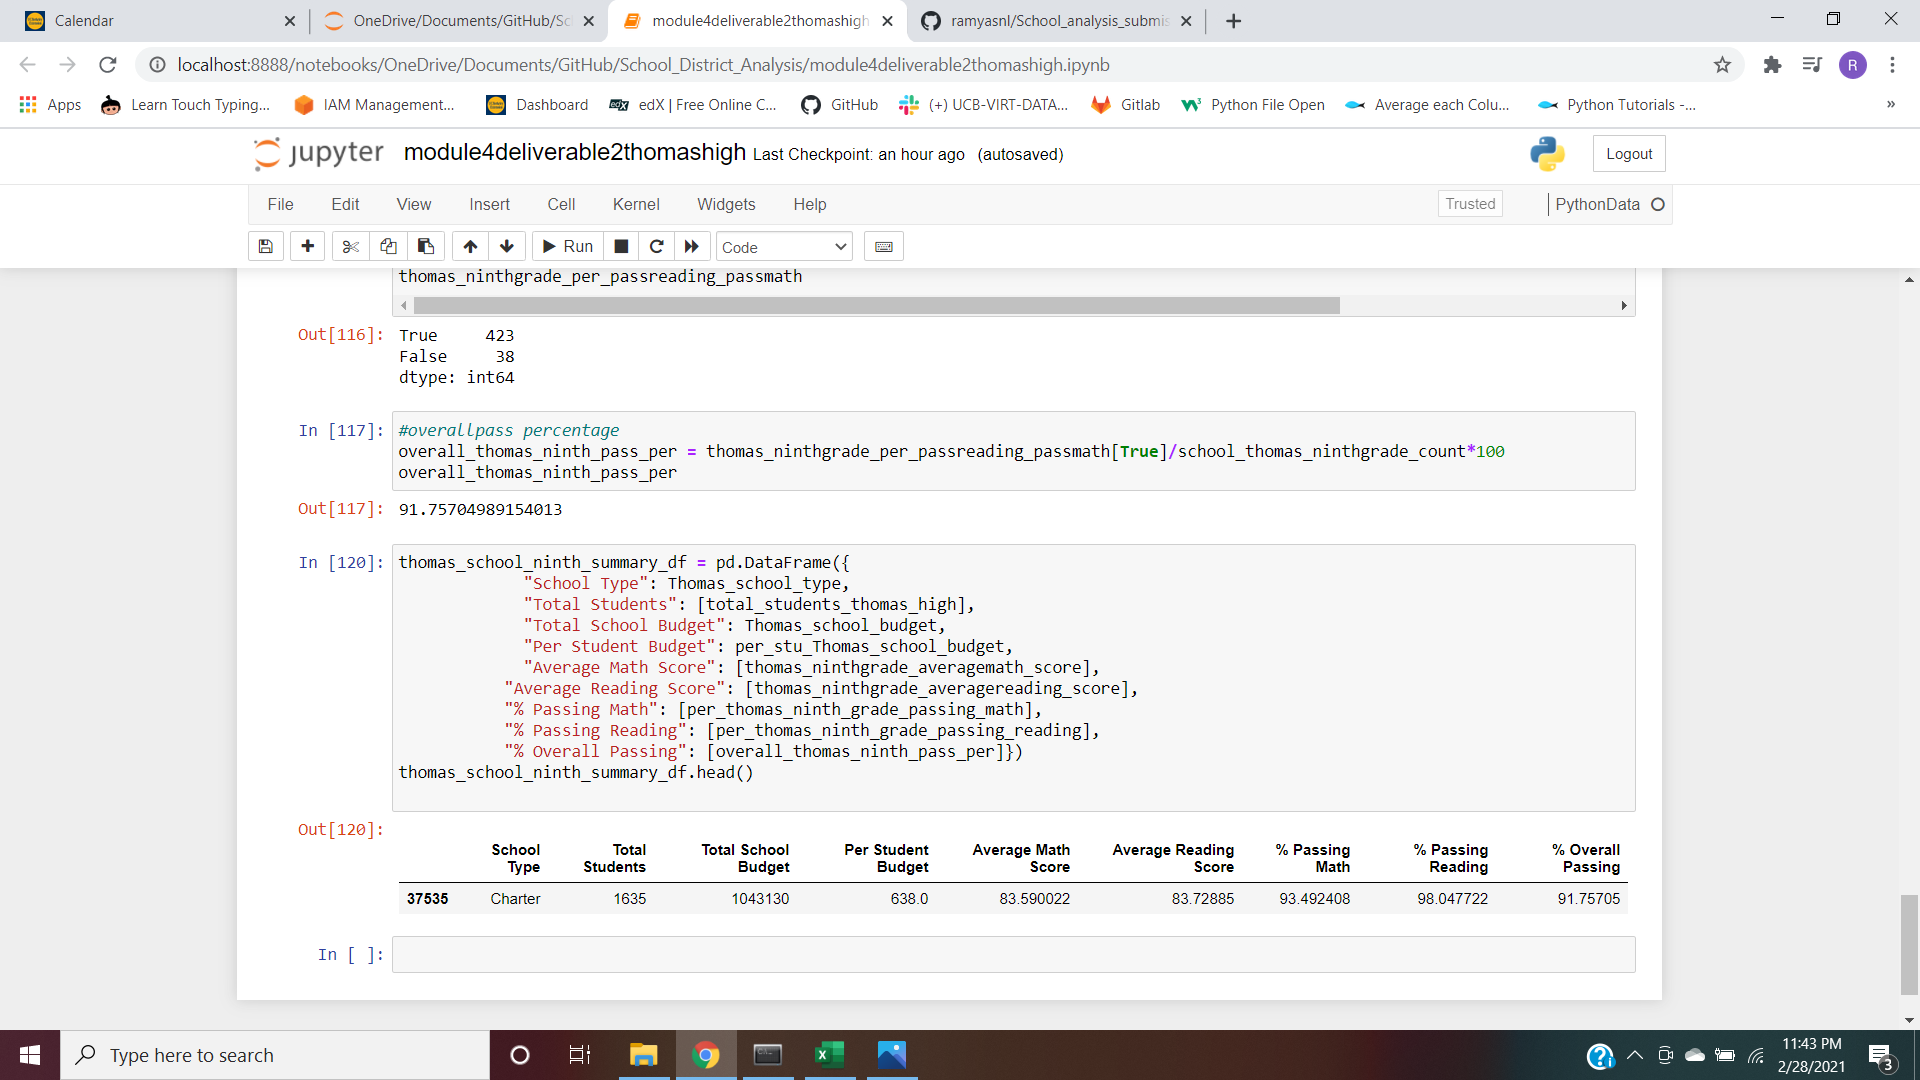 Calendar
OneDrive/Documents/GitHub/Sc
module4deliverable2thomashigh
ramyasnl/School_analysis_submis
localhost:8888/notebooks/OneDrive/Documents/GitHub/School_District_Analysis/module4deliverable2thomashigh.ipynb
R
Apps
Learn Touch Typing...
IAM Management...
Dashboard
edX | Free Online C...
GitHub
(+) UCB-VIRT-DATA...
Gitlab
Python File Open
Average each Colu...
Python Tutorials -...
»
jupyter module4deliverable2thomashigh Last Checkpoint: an hour ago (autosaved)
Logout
File Edit View Insert Cell Kernel Widgets Help
Trusted
PythonData
Run
Code
thomas_ninthgrade_per_passreading_passmath
Out[116]: True 423
False 38
dtype: int64
In [117]: #overallpass percentage
overall_thomas_ninth_pass_per = thomas_ninthgrade_per_passreading_passmath[True]/school_thomas_ninthgrade_count*100
overall_thomas_ninth_pass_per
Out[117]: 91.75704989154013
In [120]: thomas_school_ninth_summary_df = pd.DataFrame({
"School Type": Thomas_school_type,
"Total Students": [total_students_thomas_high],
"Total School Budget": Thomas_school_budget,
"Per Student Budget": per_stu_Thomas_school_budget,
"Average Math Score": [thomas_ninthgrade_averagemath_score],
"Average Reading Score": [thomas_ninthgrade_averagereading_score],
"% Passing Math": [per_thomas_ninth_grade_passing_math],
"% Passing Reading": [per_thomas_ninth_grade_passing_reading],
"% Overall Passing": [overall_thomas_ninth_pass_per]})
thomas_school_ninth_summary_df.head()
Out[120]:
School Total Total School Per Student Average Math Average Reading % Passing % Passing % Overall
Type Students Budget Budget Score Score Math Reading Passing
37535 Charter 1635 1043130 638.0 83.590022 83.72885 93.492408 98.047722 91.75705
In [ ]:
Type here to search
11:43 PM
2/28/2021
3